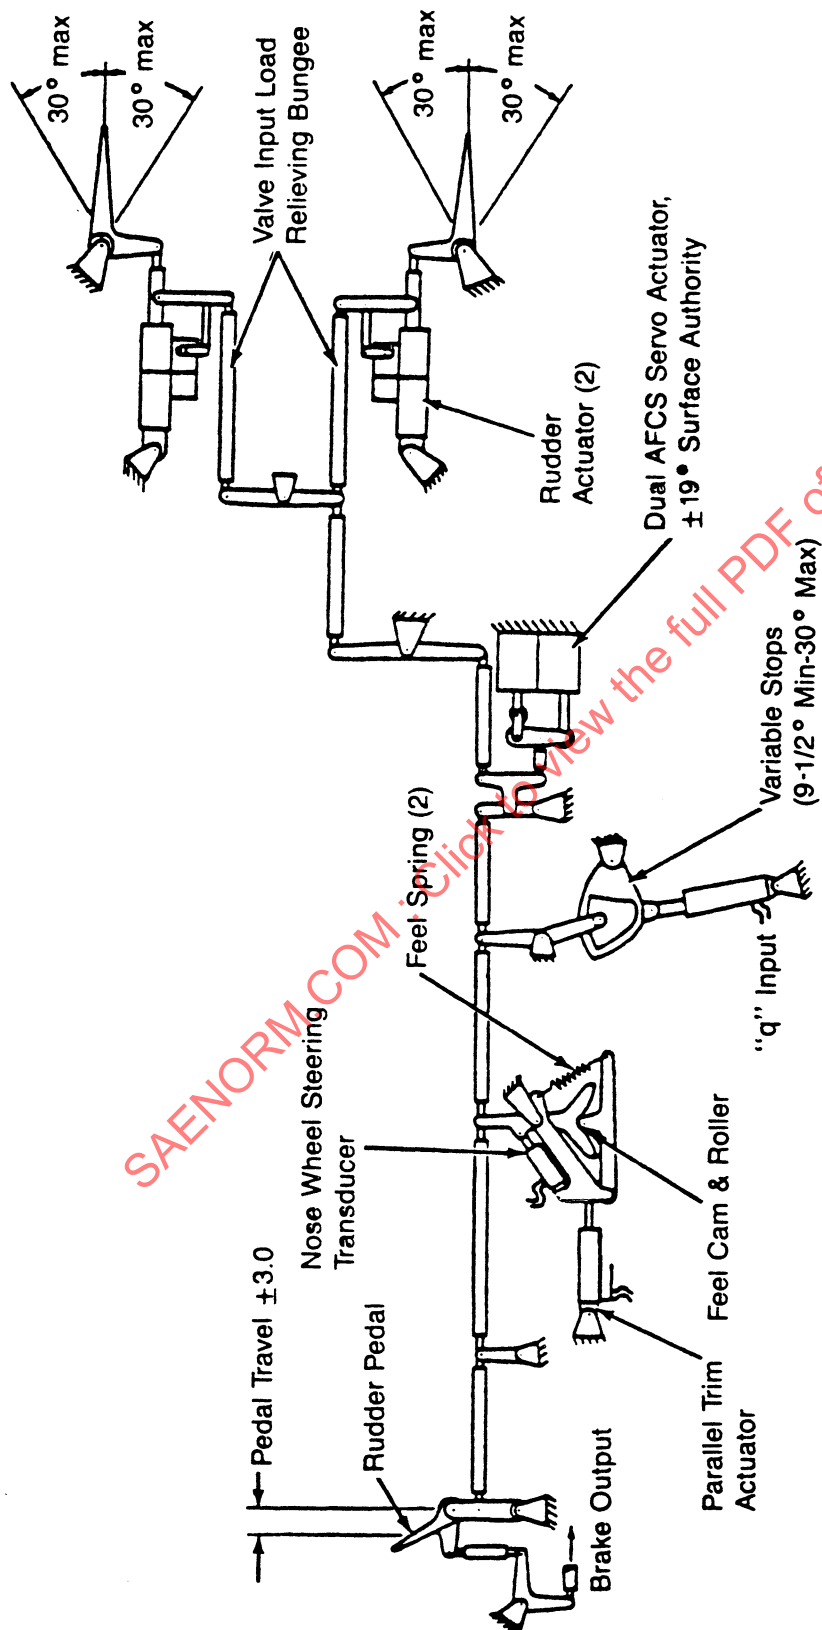 30° max
30° max
Valve Input Load
Relieving Bungee
30° max
30° max
Rudder
Actuator (2)
Dual AFCS Servo Actuator,
±19° Surface Authority
Variable Stops
(9-1/2° Min-30° Max)
"q" Input
Feel Spring (2)
Nose Wheel Steering
Transducer
Feel Cam & Roller
Parallel Trim
Actuator
Pedal Travel ±3.0
Rudder Pedal
Brake Output
SAENORM.COM : Click to view the full PDF of